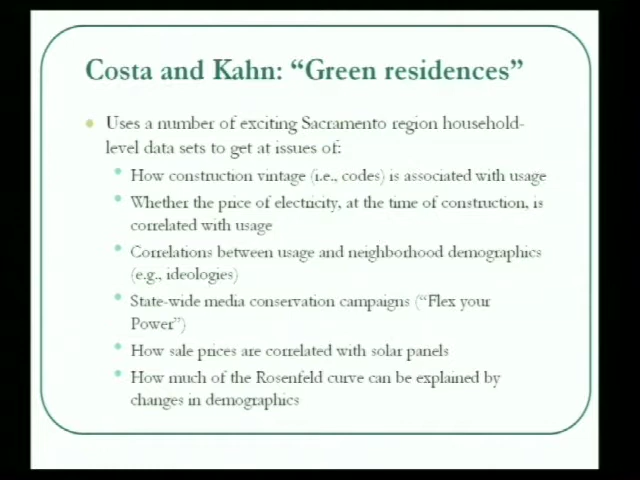 Costa and Kahn: “Green residences”
Uses a number of exciting Sacramento region household-
level data sets to get at issues of:
How construction vintage (i.e., codes) is associated with usage
Whether the price of electricity, at the time of construction, is
correlated with usage
Correlations between usage and neighborhood demographics
(e.g., ideologies)
State-wide media conservation campaigns (“Flex your
Power”)
How sale prices are correlated with solar panels
How much of the Rosenfeld curve can be explained by
changes in demographics